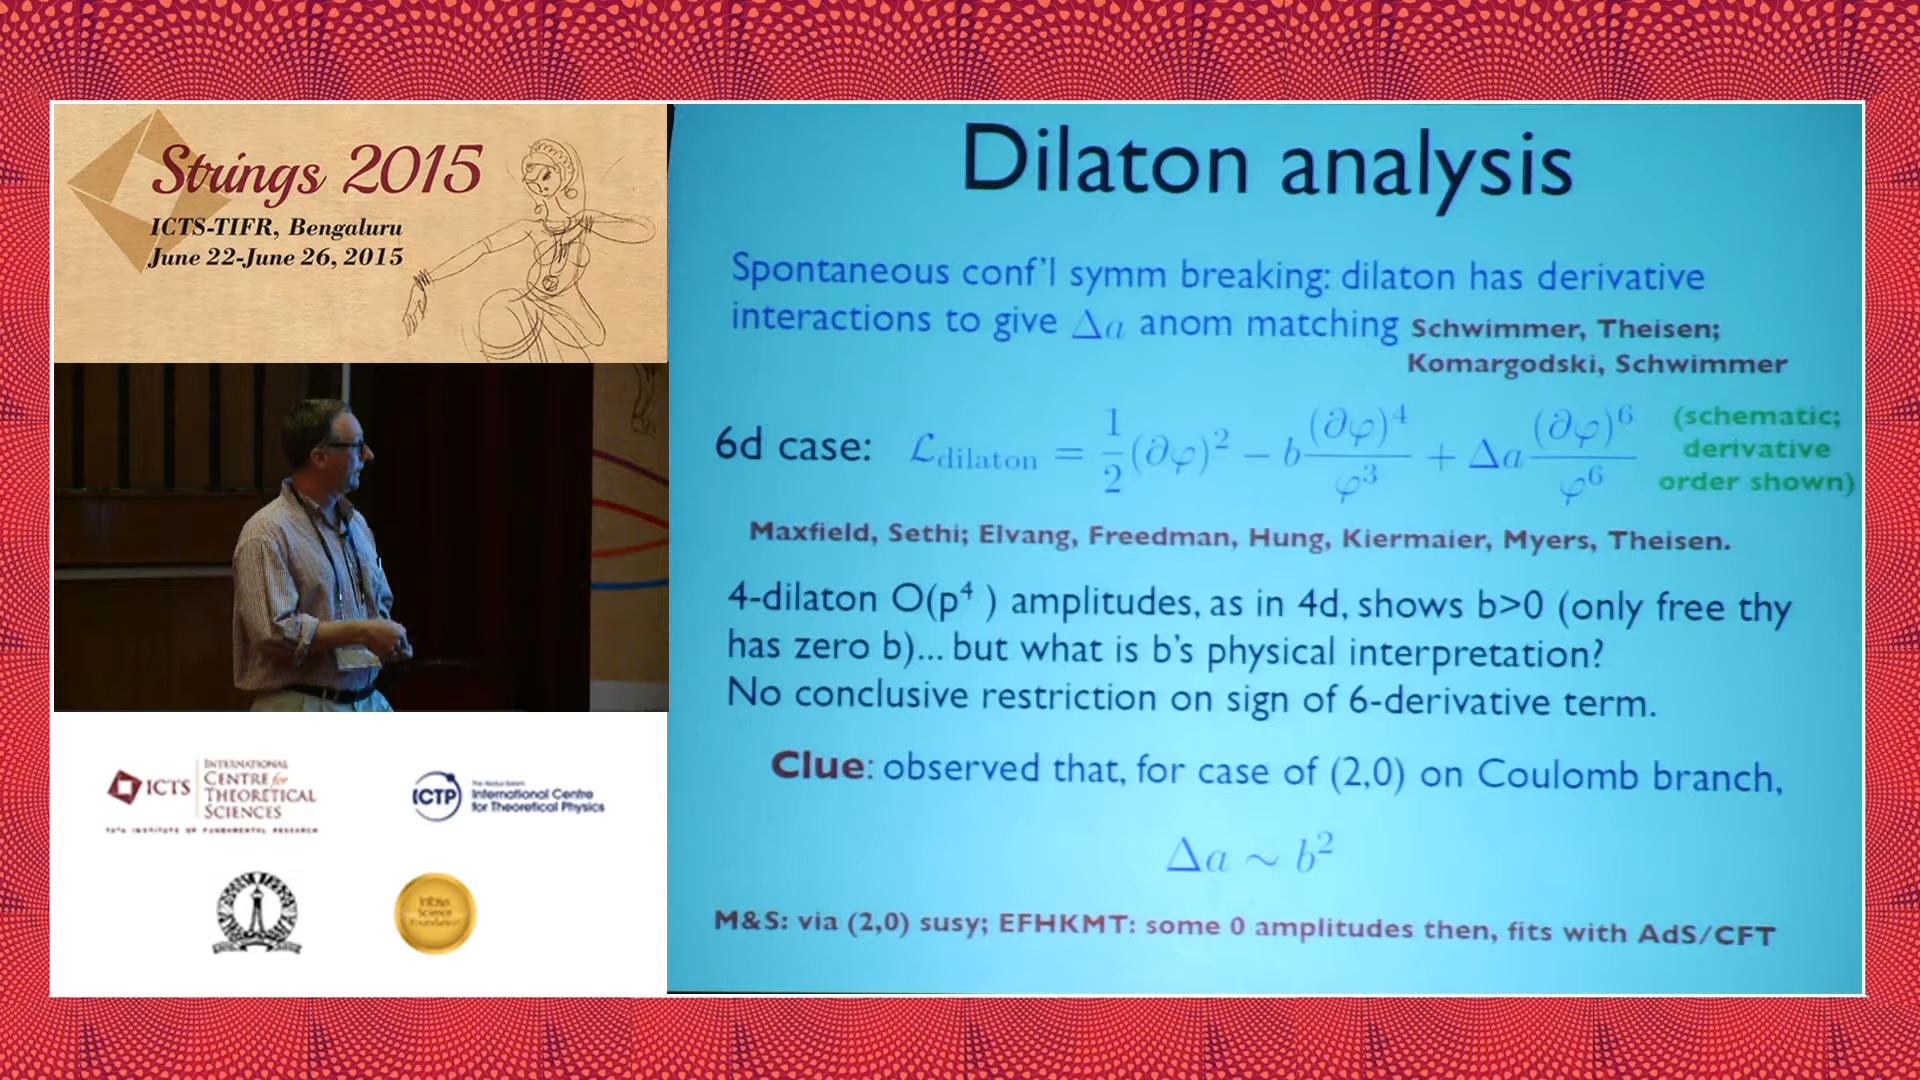 Strings 2015
ICTS-TIFR, Bengaluru
June 22-June 26, 2015
Dilaton analysis
Spontaneous conf'l symm breaking: dilaton has derivative
interactions to give Δa anom matching Schwimmer, Theisen;
Komargodski, Schwimmer
6d case: ℒ_dilaton = 1/2 (∂φ)² − b (∂φ)⁴/φ³ + Δa (∂φ)⁶/φ⁶
(schematic;
derivative
order shown)
Maxfield, Sethi; Elvang, Freedman, Hung, Kiermaier, Myers, Theisen.
4-dilaton O(p⁴ ) amplitudes, as in 4d, shows b>0 (only free thy
has zero b)... but what is b's physical interpretation?
No conclusive restriction on sign of 6-derivative term.
Clue: observed that, for case of (2,0) on Coulomb branch,
Δa ~ b²
M&S: via (2,0) susy; EFHKMT: some 0 amplitudes then, fits with AdS/CFT
ICTS
INTERNATIONAL
CENTRE for
THEORETICAL
SCIENCES
TATA INSTITUTE OF FUNDAMENTAL RESEARCH
ICTP
The Abdus Salam
International Centre
for Theoretical Physics
Infosys
Science
Foundation